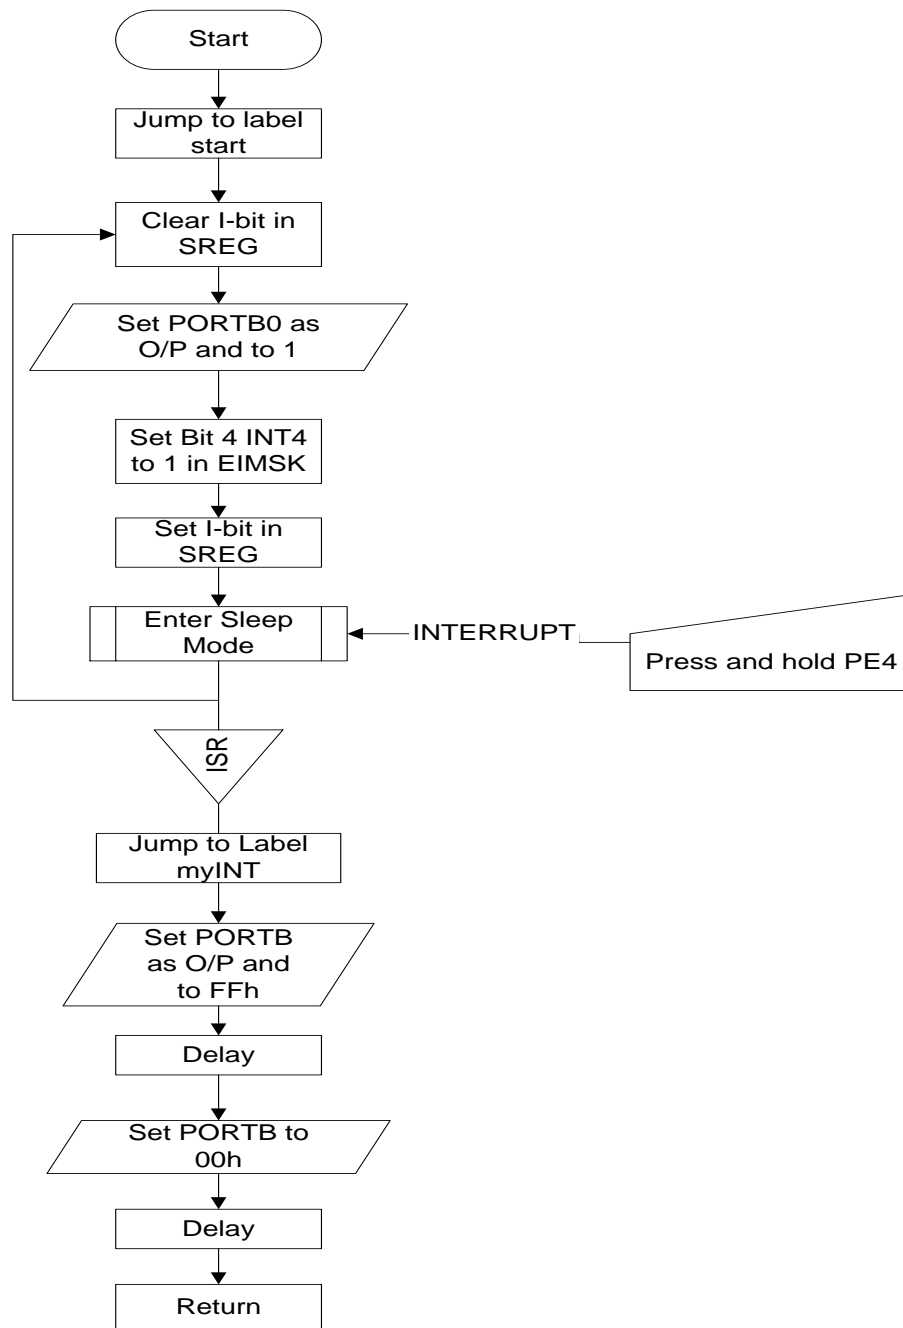 Start
Jump to label
start
Clear I-bit in
SREG
Set PORTB0 as
O/P and to 1
Set Bit 4 INT4
to 1 in EIMSK
Set I-bit in
SREG
Enter Sleep
Mode
INTERRUPT
Press and hold PE4
ISR
Jump to Label
myINT
Set PORTB
as O/P and
to FFh
Delay
Set PORTB to
00h
Delay
Return